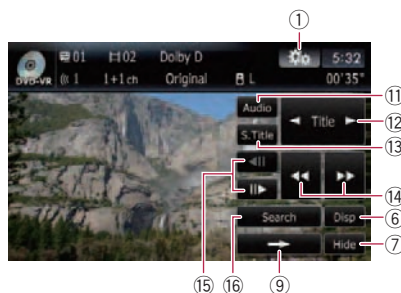 ①
01 02 Dolby D 5:32
DVD-VR 1 1+1 ch Original L 00'35"
Audio ⑪
Title ⑫
S.Title ⑬
⑭
Search Disp ⑥
Hide ⑦
⑮ ⑯ ⑨